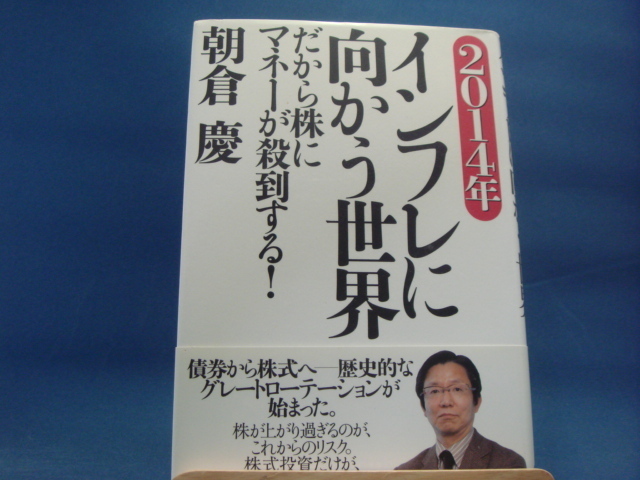 2014年
インフレに
向かう世界
だから株に
マネーが殺到する!
朝倉 慶
債券から株式へ─歴史的な
グレートローテーションが
始まった。
株が上がり過ぎるのが、
これからのリスク。
株式投資だけが、